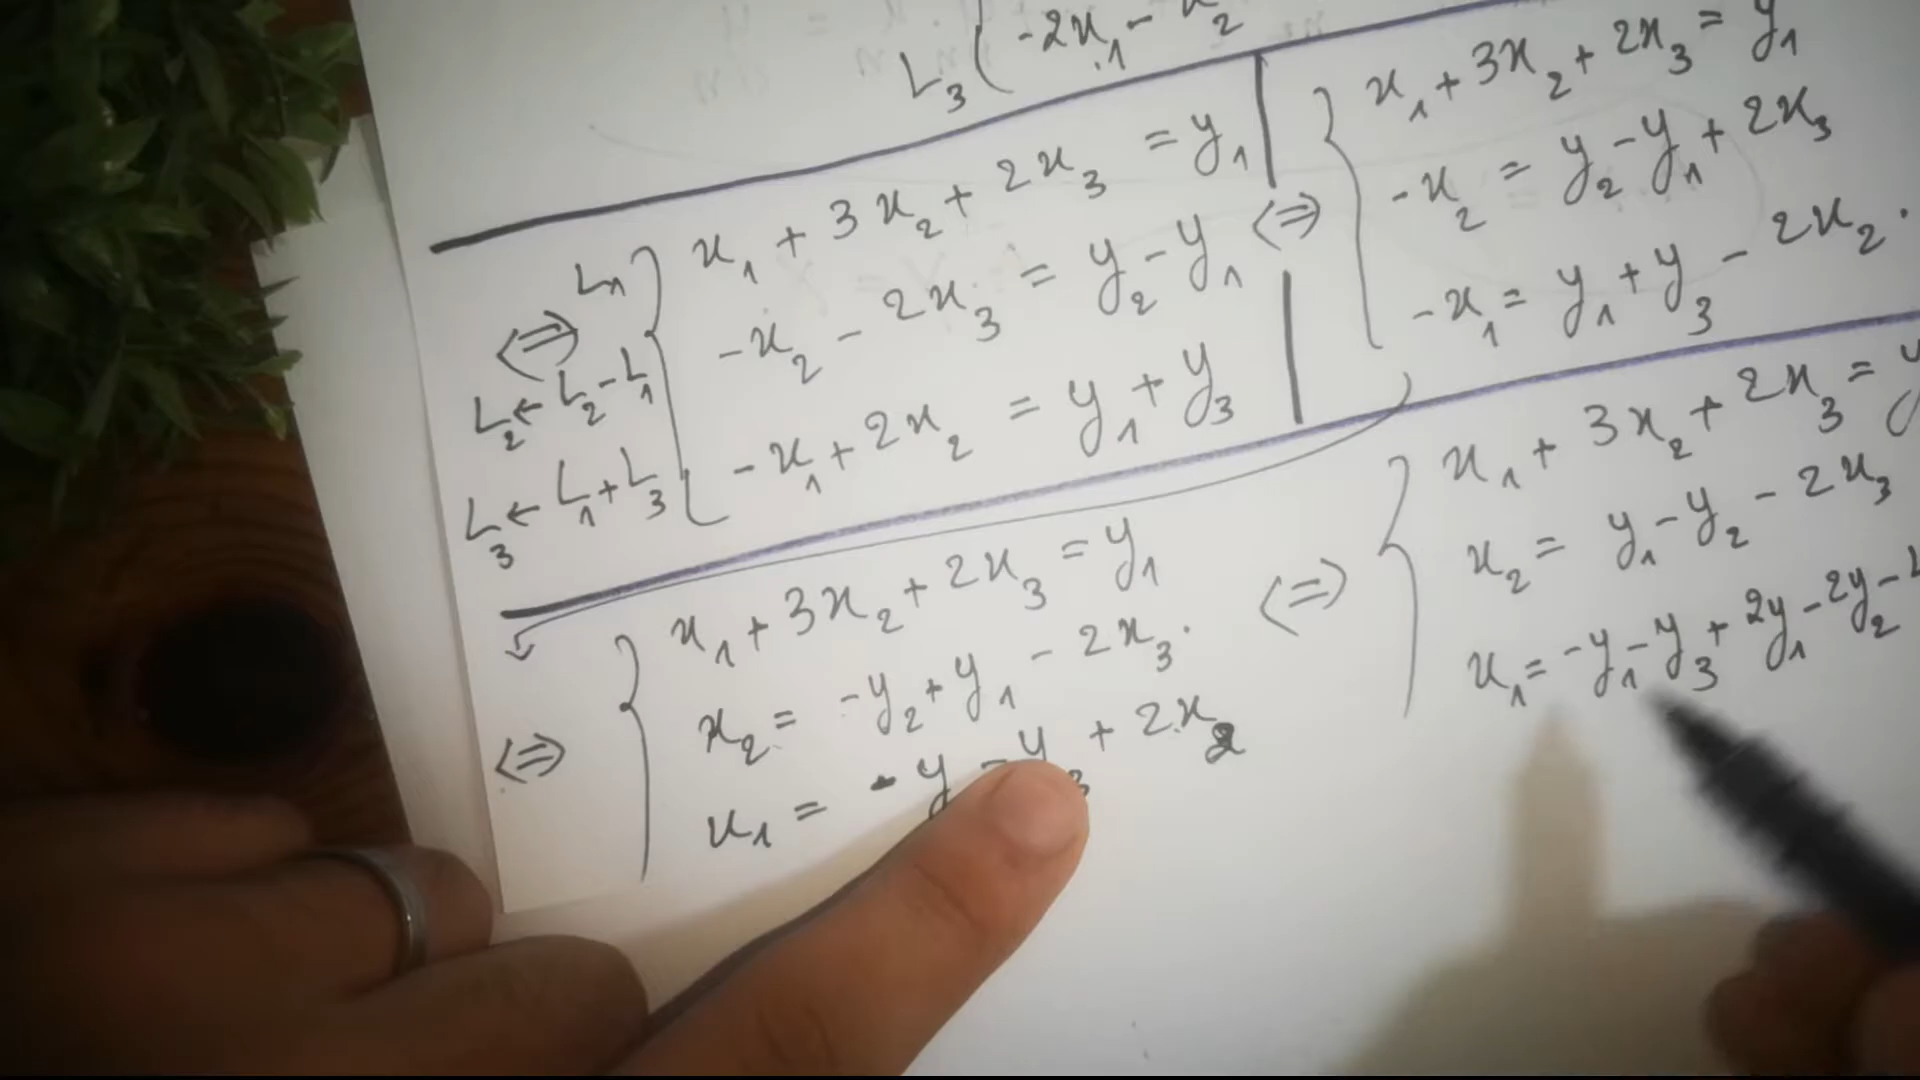 L₃ ( -2x₁ - x₂
⟺ L₁ { x₁ + 3x₂ + 2x₃ = y₁
L₂ ← L₂ - L₁ -x₂ - 2x₃ = y₂ - y₁
L₃ ← L₁ + L₃ -x₁ + 2x₂ = y₁ + y₃
⟺ { x₁ + 3x₂ + 2x₃ = y₁
-x₂ = y₂ - y₁ + 2x₃
-x₁ = y₁ + y₃ - 2x₂.
⟺ { x₁ + 3x₂ + 2x₃ = y₁
x₂ = -y₂ + y₁ - 2x₃.
x₁ = -y - y₃ + 2x₂
⟺ { x₁ + 3x₂ + 2x₃ = y
x₂ = y₁ - y₂ - 2x₃
x₁ = -y₁ - y₃ + 2y₁ - 2y₂ -